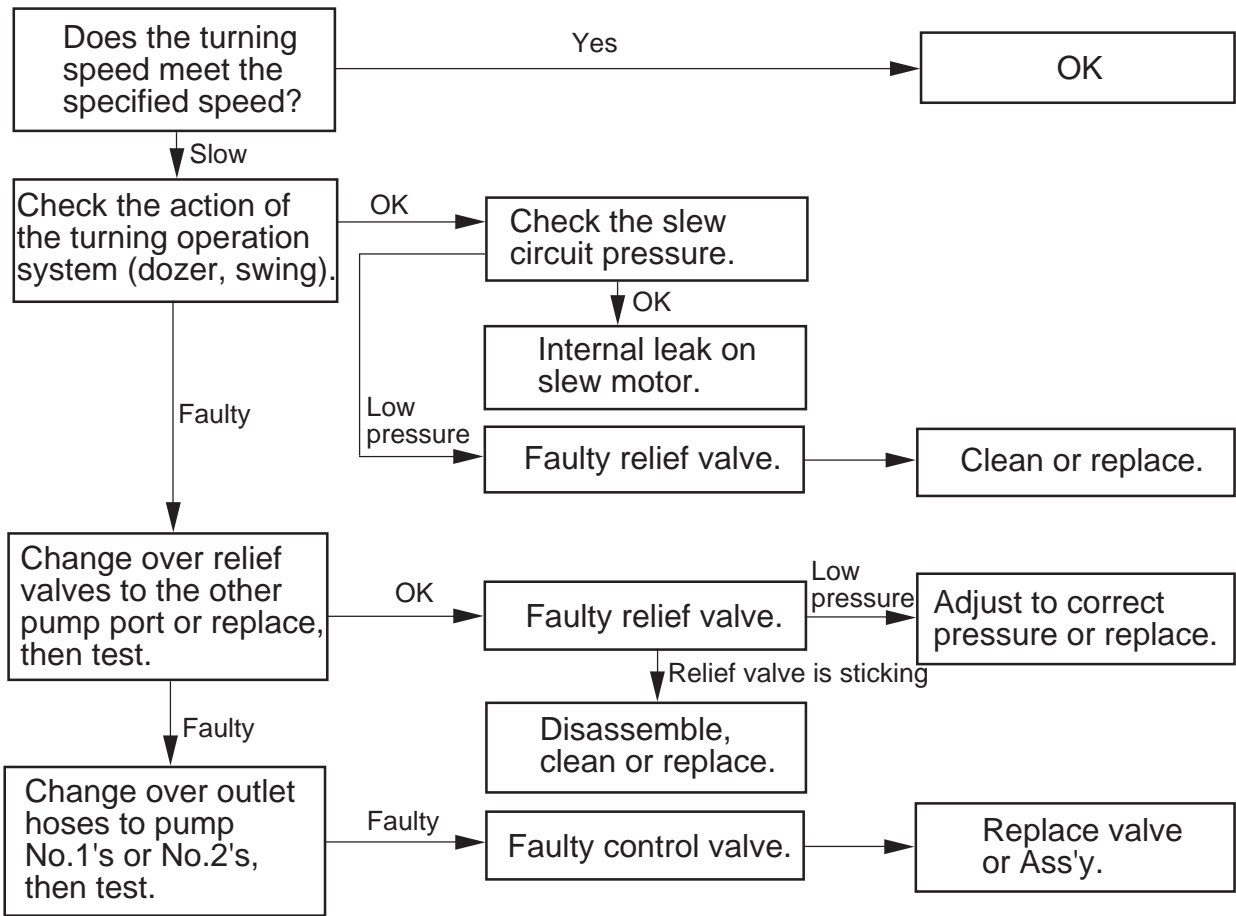 Does the turning
speed meet the
specified speed?
Yes
OK
Slow
Check the action of
the turning operation
system (dozer, swing).
OK
Check the slew
circuit pressure.
OK
Internal leak on
slew motor.
Low
pressure
Faulty relief valve.
Clean or replace.
Faulty
Change over relief
valves to the other
pump port or replace,
then test.
OK
Faulty relief valve.
Low
pressure
Adjust to correct
pressure or replace.
Relief valve is sticking
Disassemble,
clean or replace.
Faulty
Change over outlet
hoses to pump
No.1's or No.2's,
then test.
Faulty
Faulty control valve.
Replace valve
or Ass'y.